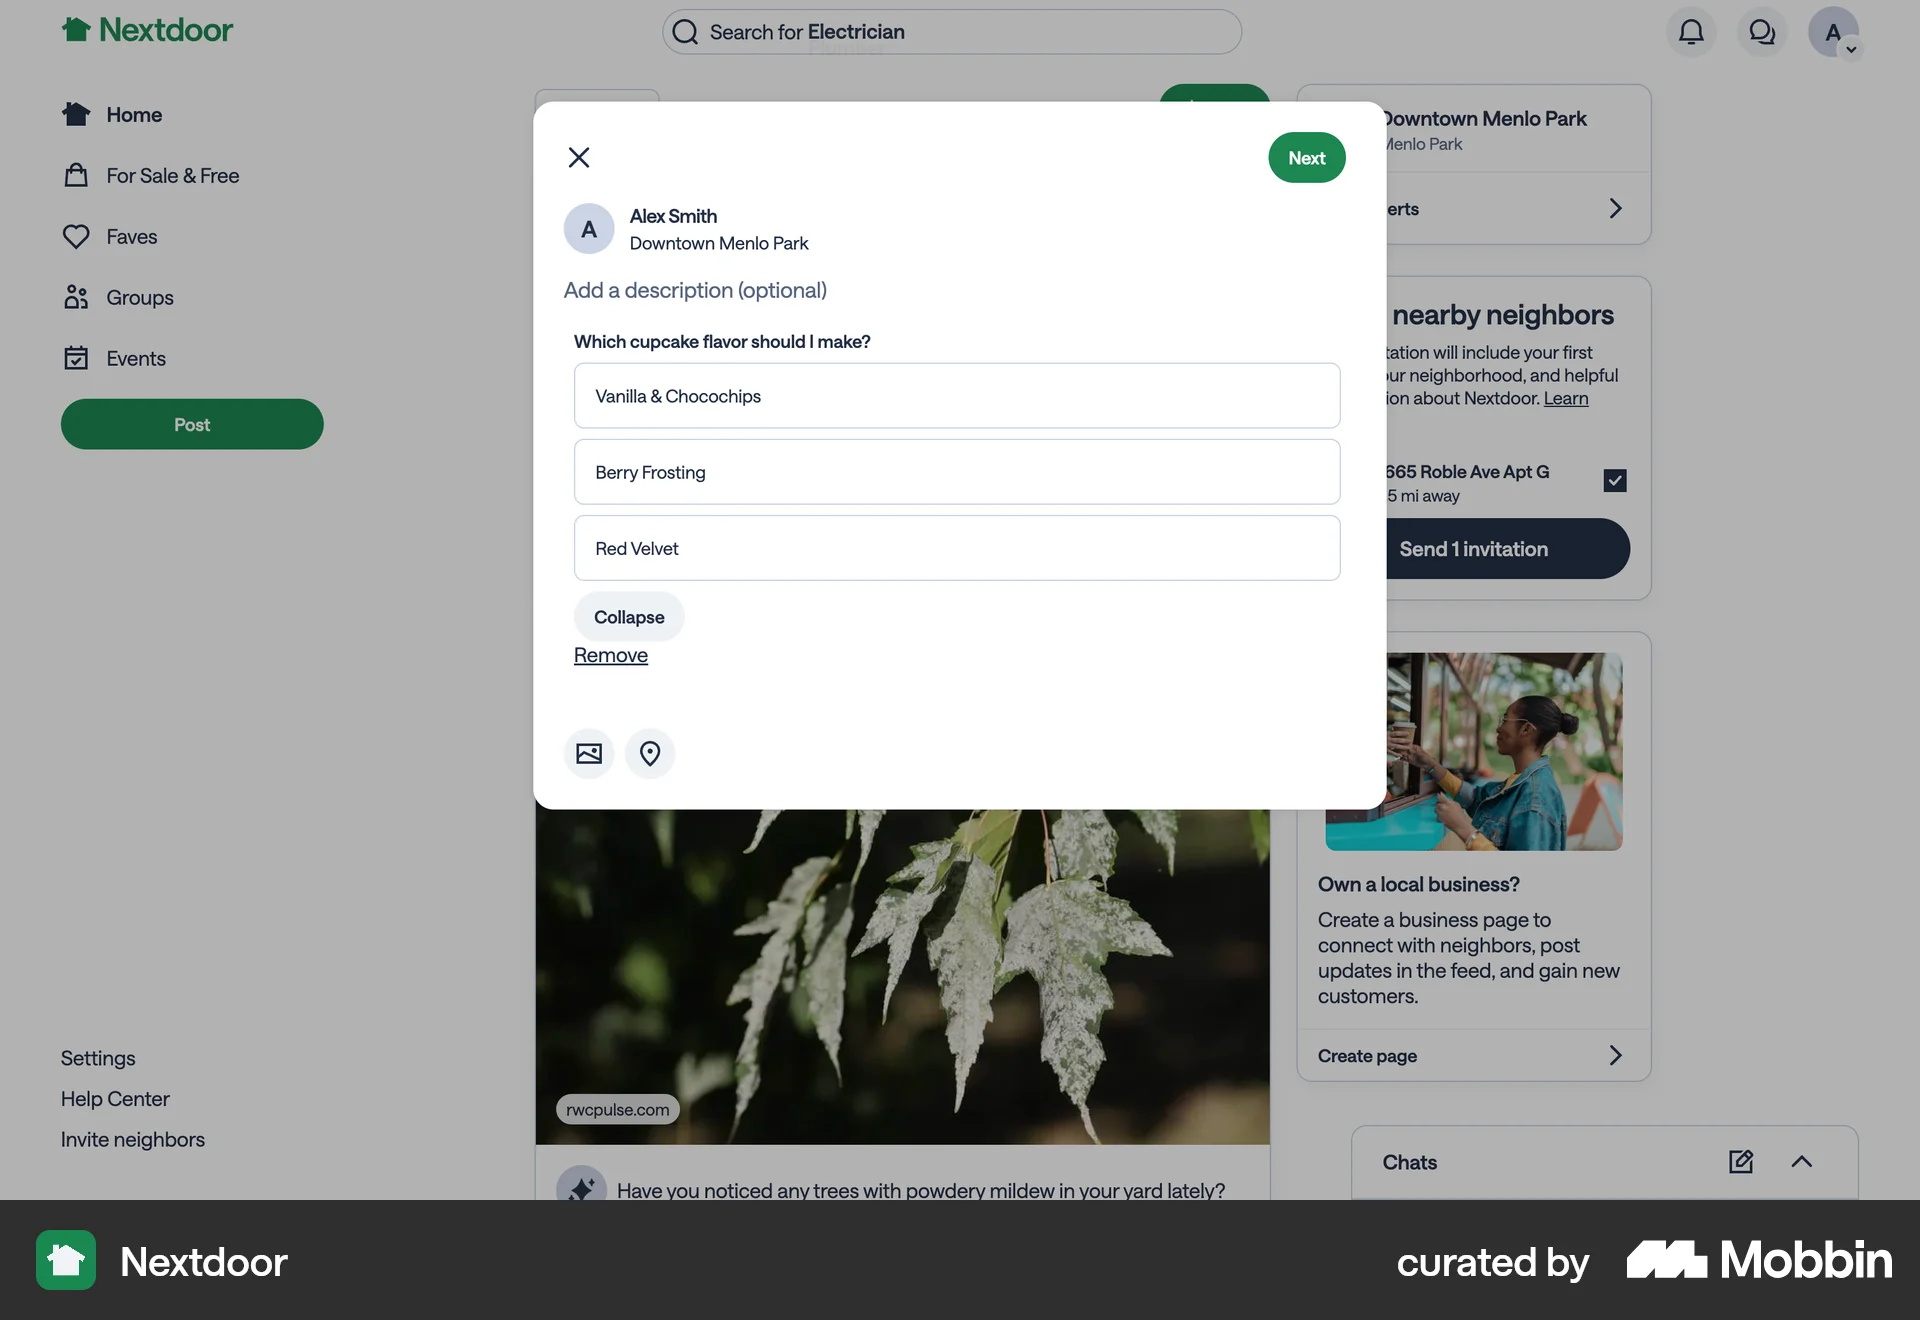 Nextdoor
Search for Electrician
A
Home
For Sale & Free
Faves
Groups
Events
Post
Next
A
Alex Smith
Downtown Menlo Park
Add a description (optional)
Which cupcake flavor should I make?
Vanilla & Chocochips
Berry Frosting
Red Velvet
Collapse
Remove
Downtown Menlo Park
Menlo Park
erts
nearby neighbors
tation will include your first
ur neighborhood, and helpful
ion about Nextdoor. Learn
665 Roble Ave Apt G
5 mi away
Send 1 invitation
Own a local business?
Create a business page to
connect with neighbors, post
updates in the feed, and gain new
customers.
Create page
rwcpulse.com
Have you noticed any trees with powdery mildew in your yard lately?
Settings
Help Center
Invite neighbors
Chats
Nextdoor
curated by
Mobbin